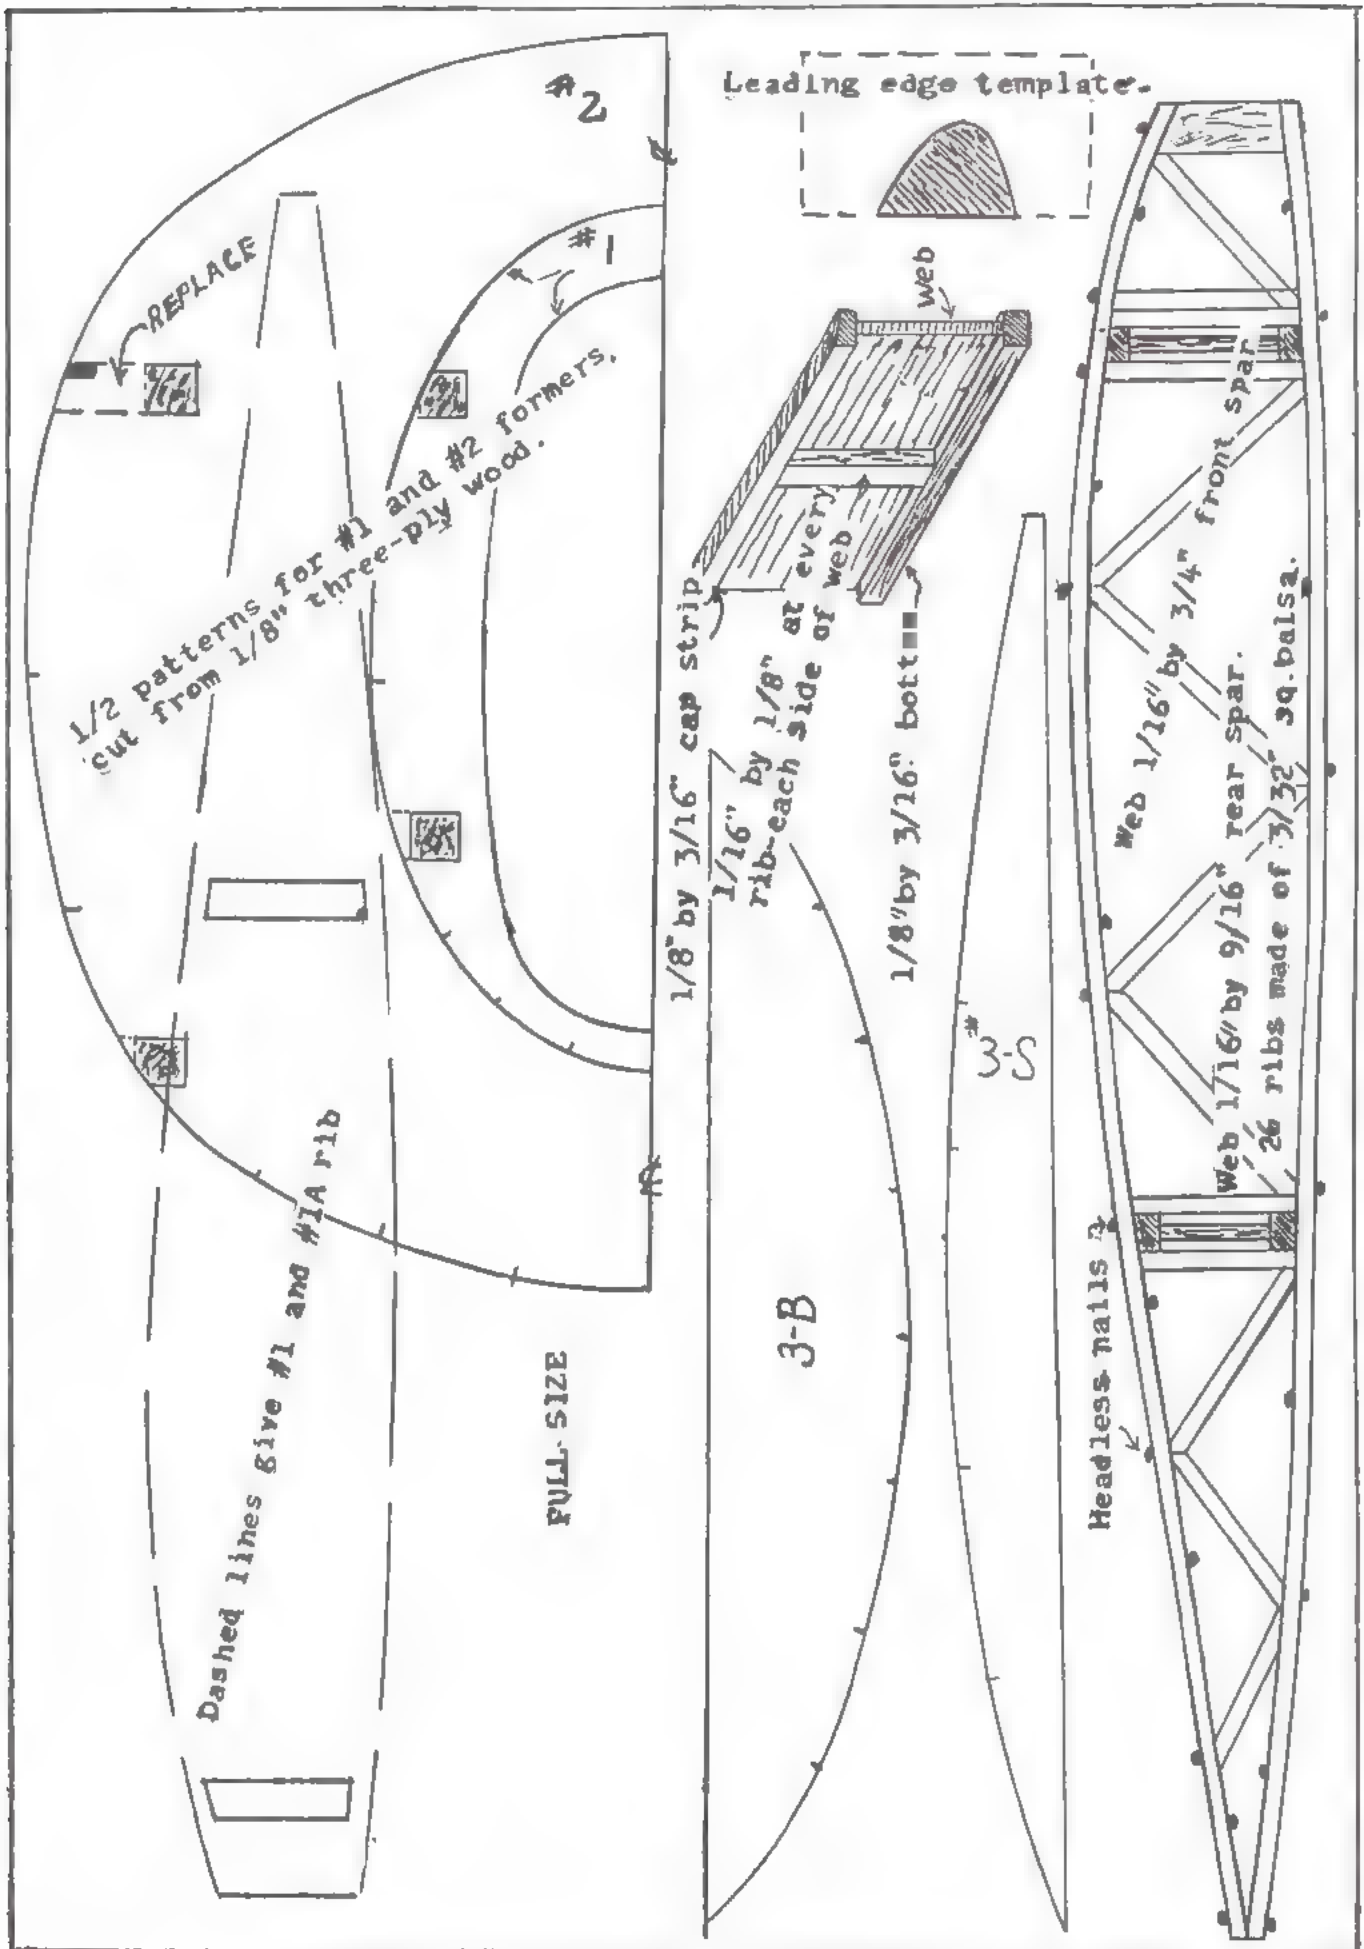 #2
Leading edge template.
REPLACE
#1
web
1/2 patterns for #1 and #2 formers,
cut from 1/8" three-ply wood.
1/8" by 3/16" cap strip
1/16" by 1/8" at every
rib-each side of web
1/8" by 3/16" bott
Web 1/16" by 3/4" front spar
Web 1/16" by 9/16" rear spar.
26 ribs made of 3/32" sq.balsa.
#3-S
Dashed lines give #1 and #1A rib
FULL-SIZE
3-B
Headless nails